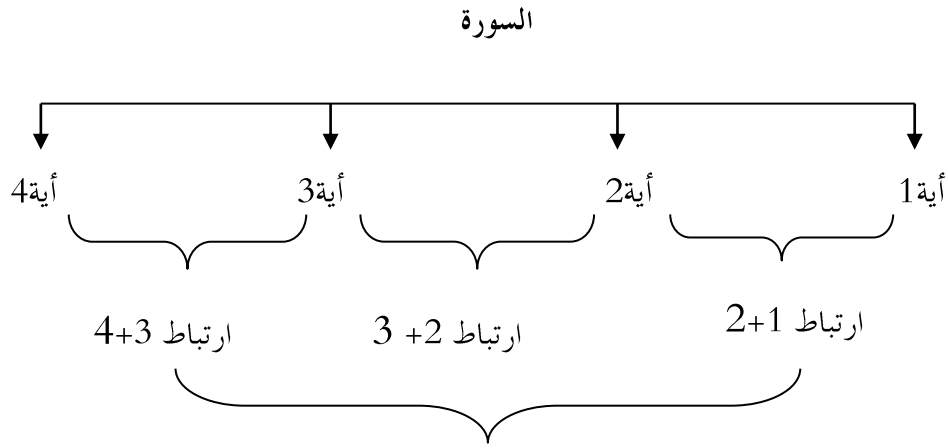 السورة
أية1 أية2 أية3 أية4
ارتباط 1+2 ارتباط 2+ 3 ارتباط 3+4